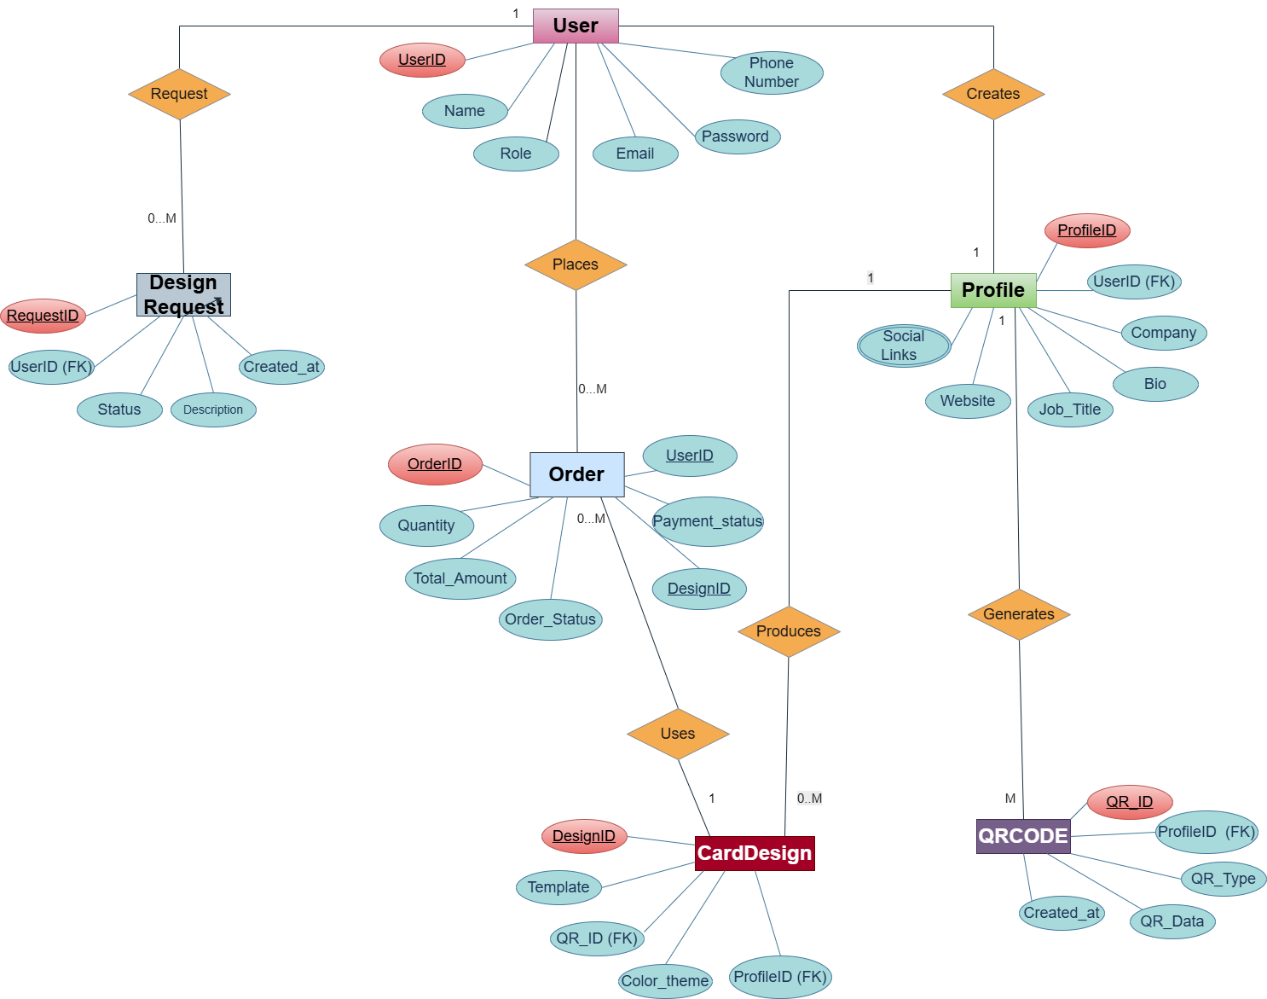 1
User
UserID
Name
Role
Email
Password
Phone
Number
Request
Creates
0...M
Design
Request
RequestID
UserID (FK)
Status
Description
Created_at
Places
0...M
1
ProfileID
Profile
UserID (FK)
Company
Bio
Job_Title
Website
Social
Links
1
1
OrderID
Order
UserID
Quantity
Payment_status
0...M
Total_Amount
DesignID
Order_Status
Produces
Generates
Uses
1
0..M
M
DesignID
CardDesign
Template
QR_ID (FK)
Color_theme
ProfileID (FK)
QR_ID
QRCODE
ProfileID (FK)
QR_Type
QR_Data
Created_at